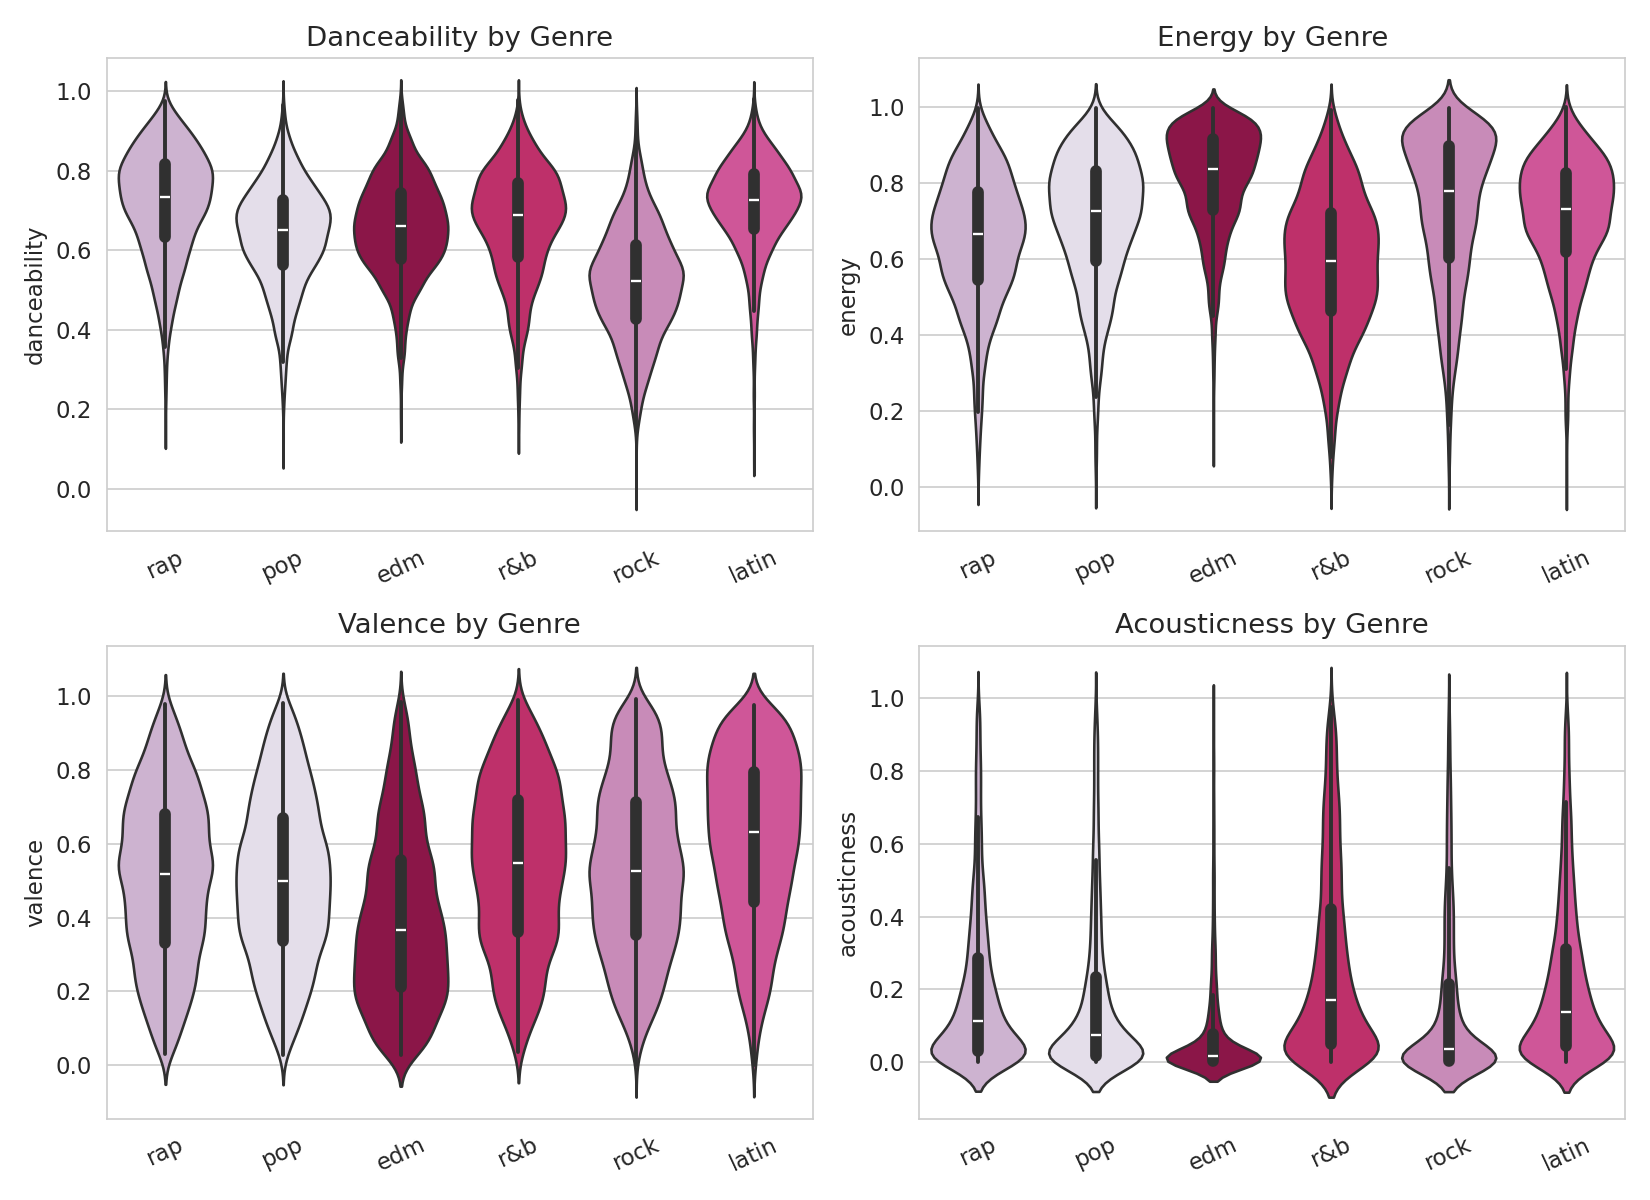 Danceability by Genre
danceability
1.0
0.8
0.6
0.4
0.2
0.0
rap pop edm r&b rock latin
Energy by Genre
energy
1.0
0.8
0.6
0.4
0.2
0.0
rap pop edm r&b rock latin
Valence by Genre
valence
1.0
0.8
0.6
0.4
0.2
0.0
rap pop edm r&b rock latin
Acousticness by Genre
acousticness
1.0
0.8
0.6
0.4
0.2
0.0
rap pop edm r&b rock latin